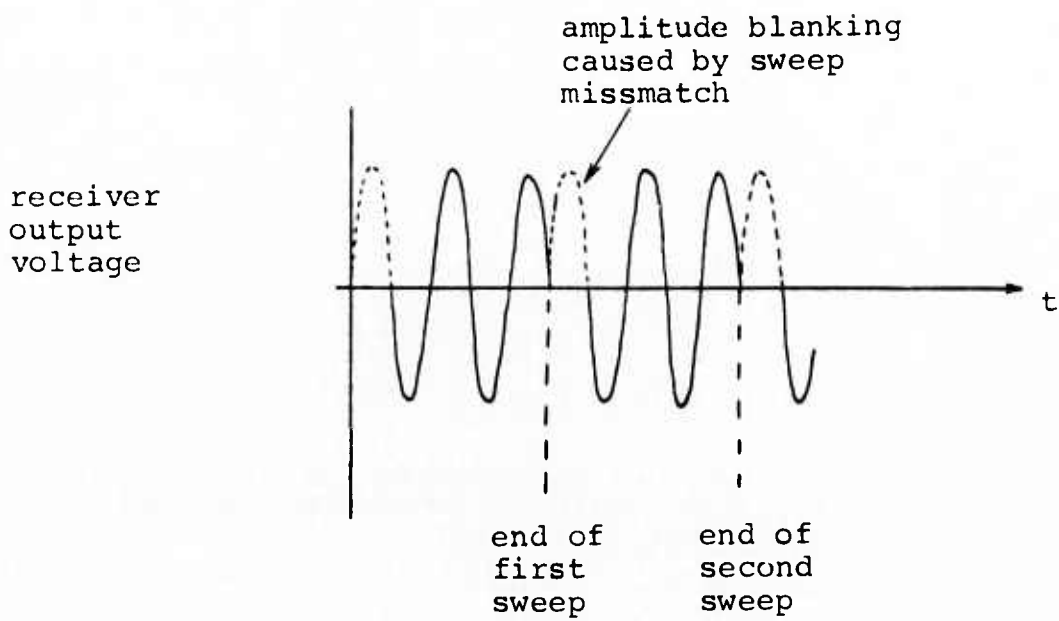 amplitude blanking
caused by sweep
missmatch
receiver
output
voltage
t
end of
first
sweep
end of
second
sweep